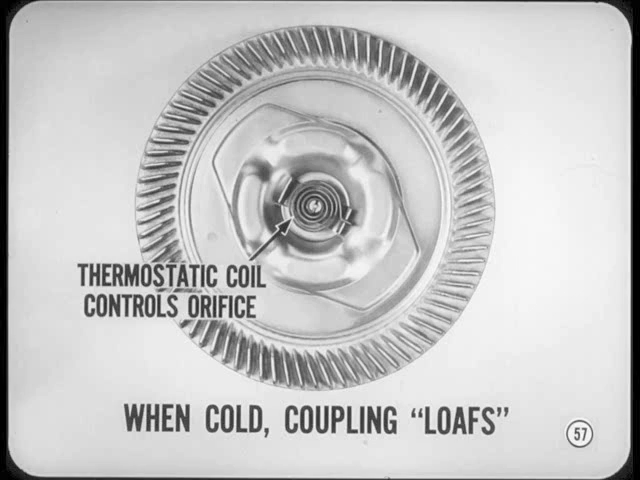 THERMOSTATIC COIL
CONTROLS ORIFICE
WHEN COLD, COUPLING "LOAFS"
57